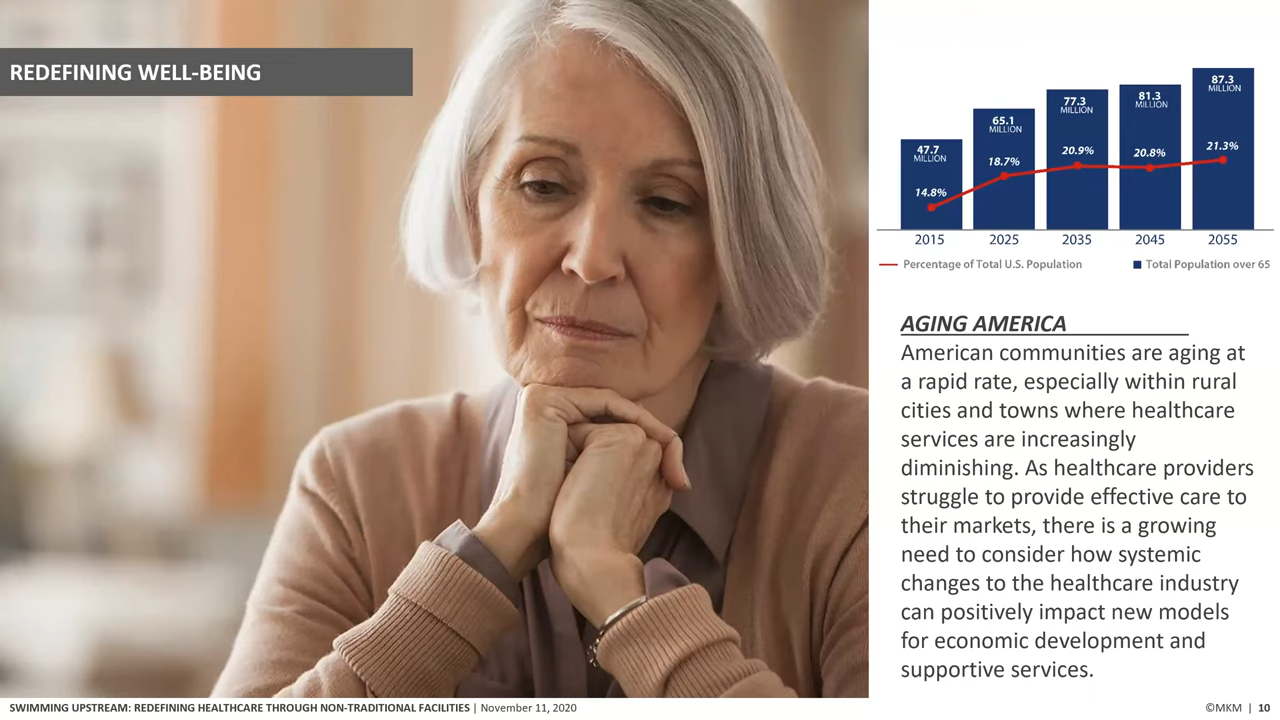 REDEFINING WELL-BEING
47.7
MILLION
65.1
MILLION
77.3
MILLION
81.3
MILLION
87.3
MILLION
14.8%
18.7%
20.9%
20.8%
21.3%
2015 2025 2035 2045 2055
Percentage of Total U.S. Population Total Population over 65
AGING AMERICA
American communities are aging at
a rapid rate, especially within rural
cities and towns where healthcare
services are increasingly
diminishing. As healthcare providers
struggle to provide effective care to
their markets, there is a growing
need to consider how systemic
changes to the healthcare industry
can positively impact new models
for economic development and
supportive services.
SWIMMING UPSTREAM: REDEFINING HEALTHCARE THROUGH NON-TRADITIONAL FACILITIES | November 11, 2020 ©MKM | 10